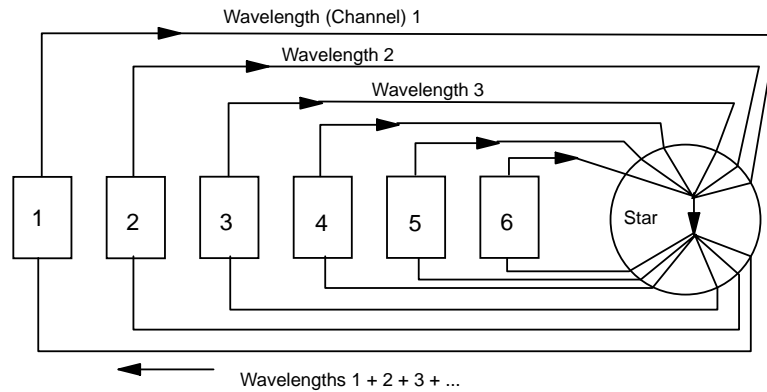 Wavelength (Channel) 1
Wavelength 2
Wavelength 3
1
2
3
4
5
6
Star
Wavelengths 1 + 2 + 3 + ...